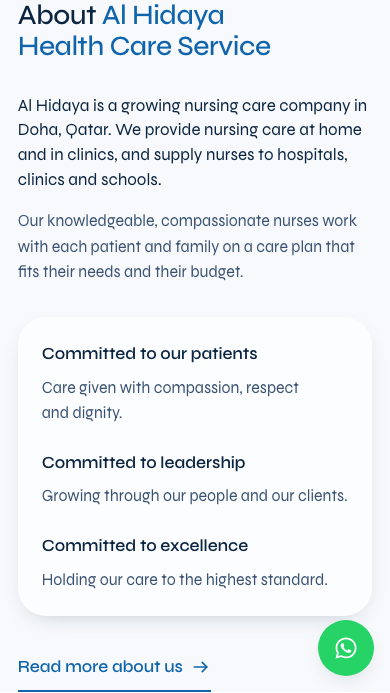 About Al Hidaya
Health Care Service
Al Hidaya is a growing nursing care company in
Doha, Qatar. We provide nursing care at home
and in clinics, and supply nurses to hospitals,
clinics and schools.
Our knowledgeable, compassionate nurses work
with each patient and family on a care plan that
fits their needs and their budget.
Committed to our patients
Care given with compassion, respect
and dignity.
Committed to leadership
Growing through our people and our clients.
Committed to excellence
Holding our care to the highest standard.
Read more about us →